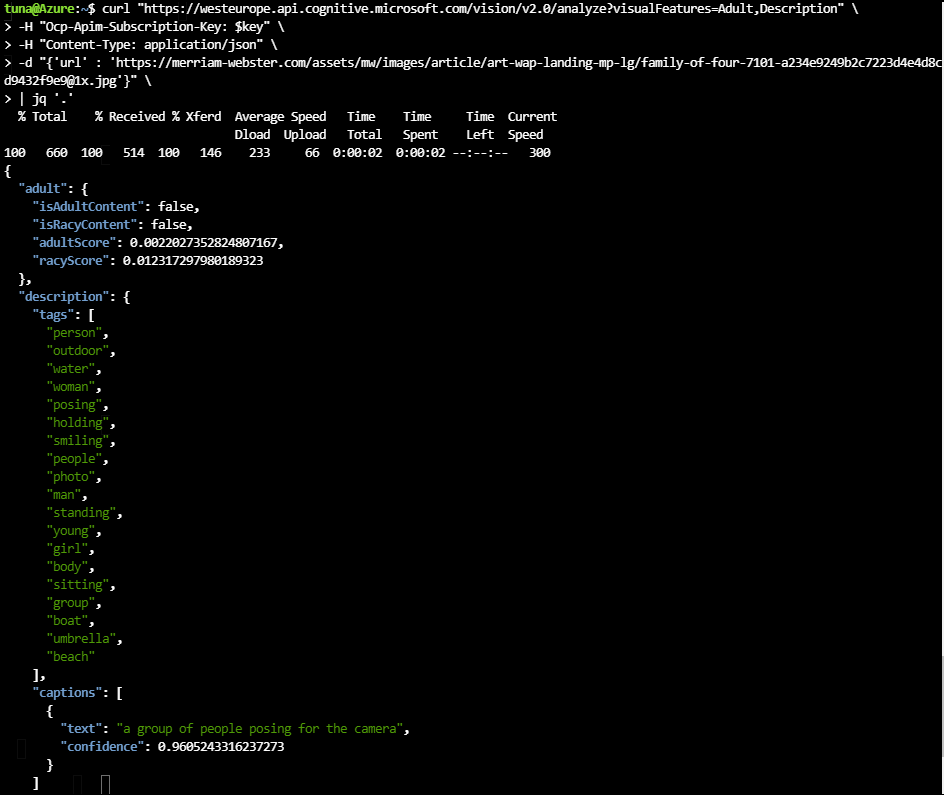 tuna@Azure:~$ curl "https://westeurope.api.cognitive.microsoft.com/vision/v2.0/analyze?visualFeatures=Adult,Description" \
> -H "Ocp-Apim-Subscription-Key: $key" \
> -H "Content-Type: application/json" \
> -d "{'url' : 'https://merriam-webster.com/assets/mw/images/article/art-wap-landing-mp-lg/family-of-four-7101-a234e9249b2c7223d4e4d8c
d9432f9e9@1x.jpg'}" \
> | jq '.'
  % Total    % Received % Xferd  Average Speed   Time    Time     Time  Current
                                 Dload  Upload   Total   Spent    Left  Speed
100   660  100   514  100   146    233     66  0:00:02  0:00:02 --:--:--   300
{
  "adult": {
    "isAdultContent": false,
    "isRacyContent": false,
    "adultScore": 0.0022027352824807167,
    "racyScore": 0.012317297980189323
  },
  "description": {
    "tags": [
      "person",
      "outdoor",
      "water",
      "woman",
      "posing",
      "holding",
      "smiling",
      "people",
      "photo",
      "man",
      "standing",
      "young",
      "girl",
      "body",
      "sitting",
      "group",
      "boat",
      "umbrella",
      "beach"
    ],
    "captions": [
      {
        "text": "a group of people posing for the camera",
        "confidence": 0.9605243316237273
      }
    ]